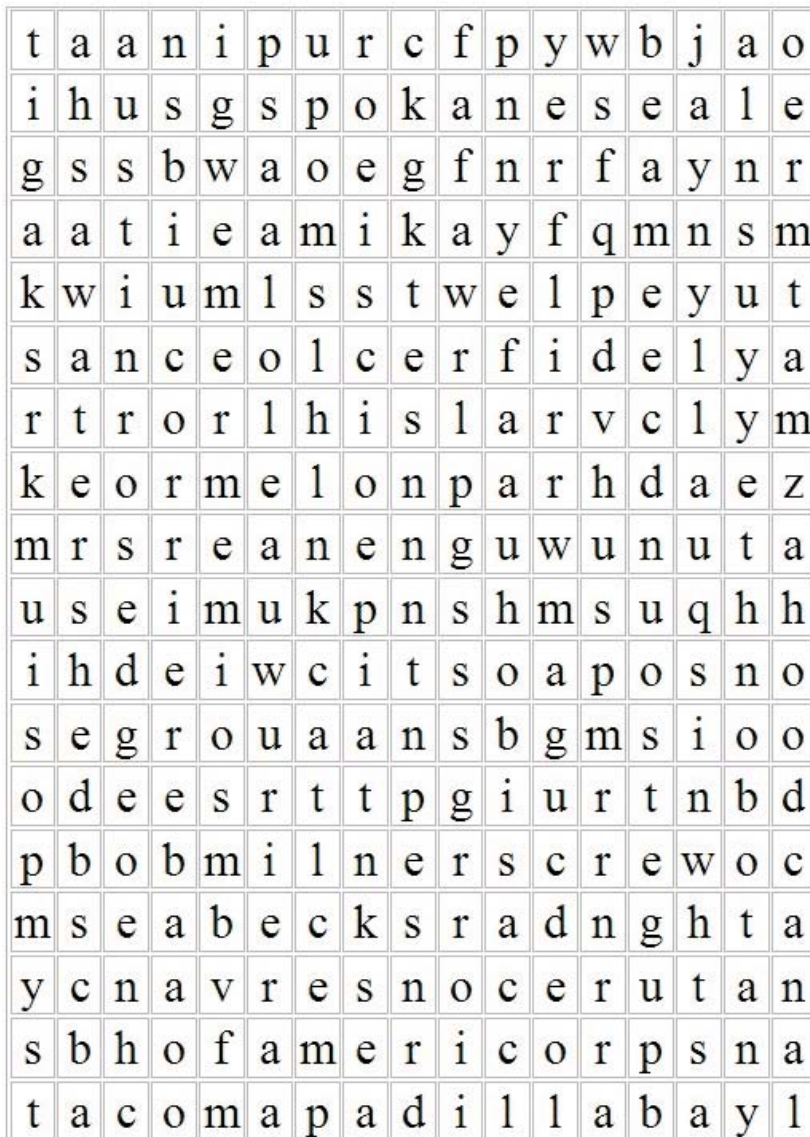 t a a n i p u r c f p y w b j a o
i h u s g s p o k a n e s e a l e
g s s b w a o e g f n r f a y n r
a a t i e a m i k a y f q m n s m
k w i u m l s s t w e l p e y u t
s a n c e o l c e r f i d e l y a
r t r o r l h i s l a r v c l y m
k e o r m e l o n p a r h d a e z
m r s r e a n e n g u w u n u t a
u s e i m u k p n s h m s u q h h
i h d e i w c i t s o a p o s n o
s e g r o u a a n s b g m s i o o
o d e e s r t t p g i u r t n b d
p b o b m i l n e r s c r e w o c
m s e a b e c k s r a d n g h t a
y c n a v r e s n o c e r u t a n
s b h o f a m e r i c o r p s n a
t a c o m a p a d i l l a b a y l